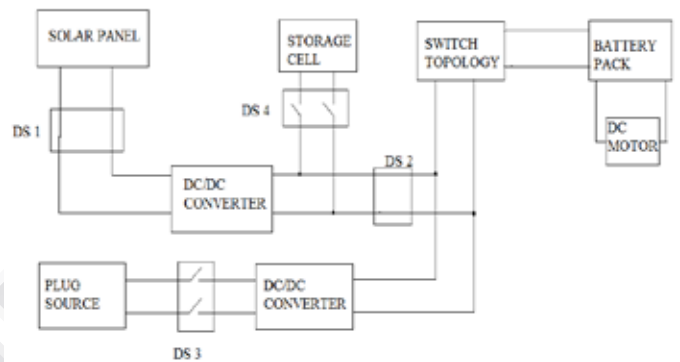 SOLAR PANEL
STORAGE
CELL
SWITCH
TOPOLOGY
BATTERY
PACK
DS 1
DS 4
DC
MOTOR
DS 2
DC/DC
CONVERTER
PLUG
SOURCE
DC/DC
CONVERTER
DS 3